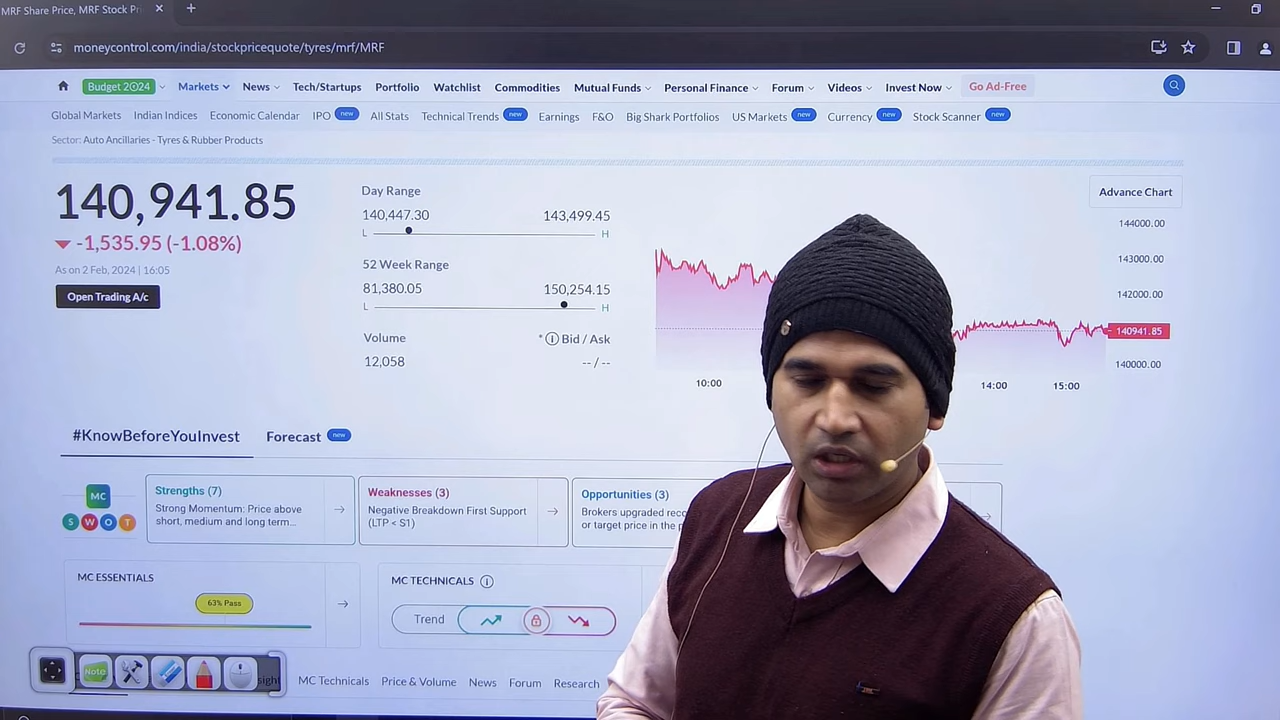 MRF Share Price, MRF Stock Pri
moneycontrol.com/india/stockpricequote/tyres/mrf/MRF
Budget 2024 Markets News Tech/Startups Portfolio Watchlist Commodities Mutual Funds Personal Finance Forum Videos Invest Now Go Ad-Free
Global Markets Indian Indices Economic Calendar IPO new All Stats Technical Trends new Earnings F&O Big Shark Portfolios US Markets new Currency new Stock Scanner new
Sector: Auto Ancillaries - Tyres & Rubber Products
140,941.85
-1,535.95 (-1.08%)
As on 2 Feb, 2024 | 16:05
Open Trading A/c
Day Range
140,447.30 143,499.45
L H
52 Week Range
81,380.05 150,254.15
L H
Volume * Bid / Ask
12,058 -- / --
Advance Chart
144000.00
143000.00
142000.00
140941.85
140000.00
10:00 14:00 15:00
#KnowBeforeYouInvest Forecast new
MC
S W O T
Strengths (7)
Strong Momentum: Price above
short, medium and long term...
Weaknesses (3)
Negative Breakdown First Support
(LTP < S1)
Opportunities (3)
Brokers upgraded reco
or target price in the p
MC ESSENTIALS
63% Pass
MC TECHNICALS
Trend
Note
sight MC Technicals Price & Volume News Forum Research